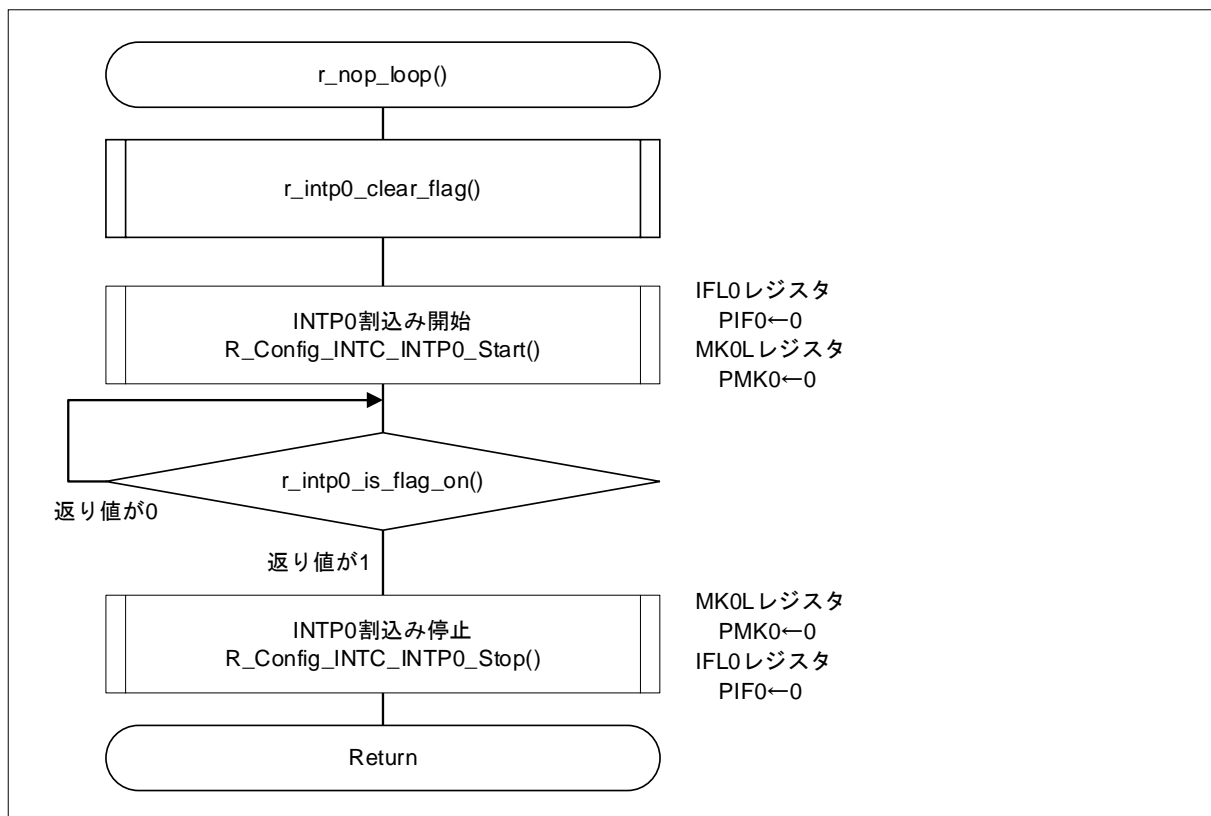 r_nop_loop()
r_intp0_clear_flag()
INTP0割込み開始
R_Config_INTC_INTP0_Start()
IFL0レジスタ
PIF0←0
MK0Lレジスタ
PMK0←0
r_intp0_is_flag_on()
返り値が0
返り値が1
INTP0割込み停止
R_Config_INTC_INTP0_Stop()
MK0Lレジスタ
PMK0←0
IFL0レジスタ
PIF0←0
Return